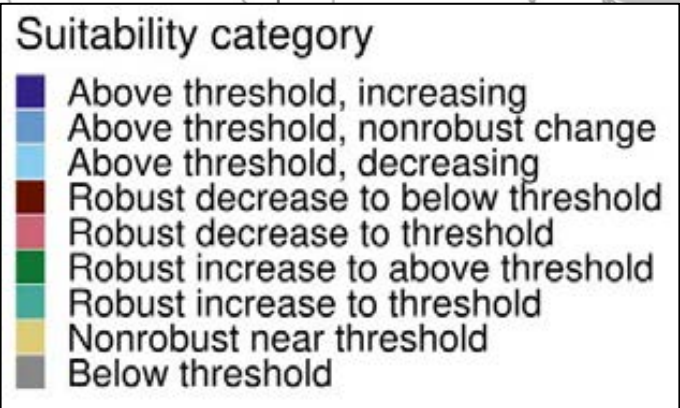 Suitability category
Above threshold, increasing
Above threshold, nonrobust change
Above threshold, decreasing
Robust decrease to below threshold
Robust decrease to threshold
Robust increase to above threshold
Robust increase to threshold
Nonrobust near threshold
Below threshold